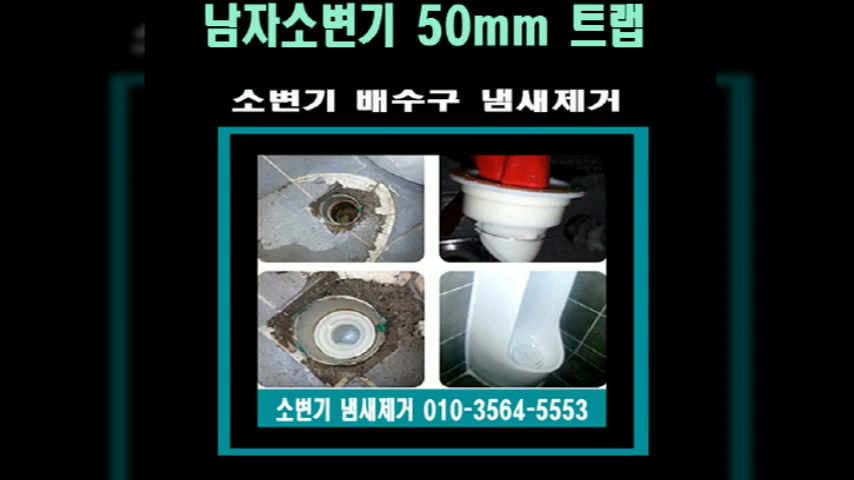 남자소변기 50mm 트랩
소변기 배수구 냄새제거
소변기 냄새제거 010-3564-5553